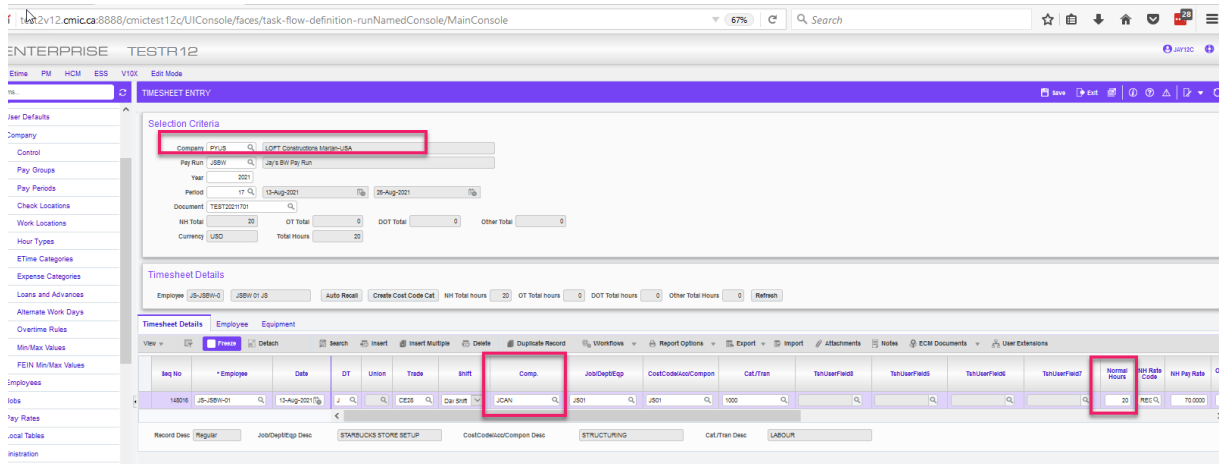 test2v12.cmic.ca:8888/cmictest12c/UIConsole/faces/task-flow-definition-runNamedConsole/MainConsole
67%
Search
28
ENTERPRISE TESTR12
JAY12C
Etime PM HCM ESS V10X Edit Mode
TIMESHEET ENTRY
Save Exit
User Defaults
Company
Control
Pay Groups
Pay Periods
Check Locations
Work Locations
Hour Types
ETime Categories
Expense Categories
Loans and Advances
Alternate Work Days
Overtime Rules
Min/Max Values
FEIN Min/Max Values
Employees
Jobs
Pay Rates
Local Tables
Selection Criteria
Company PYUS LOFT Constructions Marjan-USA
Pay Run JSBW Jay's BW Pay Run
Year 2021
Period 17 13-Aug-2021 26-Aug-2021
Document TEST20211701
NH Total 20 OT Total 0 DOT Total 0 Other Total 0
Currency USD Total Hours 20
Timesheet Details
Employee JS-JSBW-0 JSBW 01 JS Auto Recall Create Cost Code Cat NH Total hours 20 OT Total hours 0 DOT Total hours 0 Other Total Hours 0 Refresh
Timesheet Details Employee Equipment
View Freeze Detach Search Insert Insert Multiple Delete Duplicate Record Workflows Report Options Export Import Attachments Notes ECM Documents User Extensions
Seq No * Employee Date DT Union Trade Shift Comp. Job/Dept/Eqp CostCode/Acc/Compon Cat./Tran TshUserField8 TshUserField5 TshUserField6 TshUserField7 Normal Hours NH Rate Code NH Pay Rate
148016 JS-JSBW-01 13-Aug-2021 J CE26 Day Shift JCAN JS01 JS01 1000 20 REG 70.0000
Record Desc Regular Job/Dept/Eqp Desc STARBUCKS STORE SETUP CostCode/Acc/Compon Desc STRUCTURING Cat./Tran Desc LABOUR